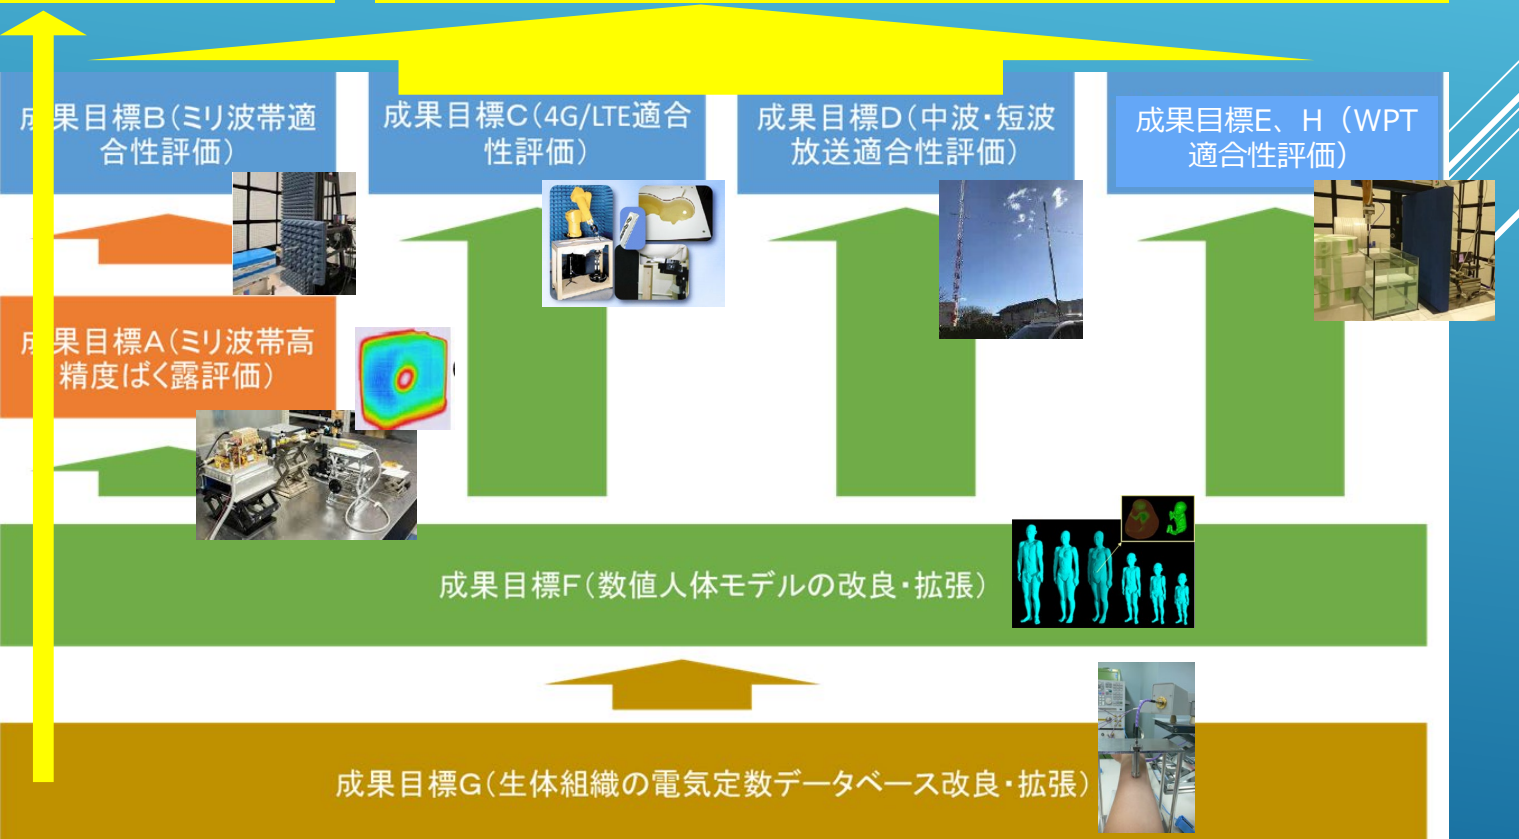 成果目標B（ミリ波帯適
合性評価）
成果目標C（4G/LTE適合
性評価）
成果目標D（中波・短波
放送適合性評価）
成果目標E、H（WPT
適合性評価）
成果目標A（ミリ波帯高
精度ばく露評価）
成果目標F（数値人体モデルの改良・拡張）
成果目標G（生体組織の電気定数データベース改良・拡張）